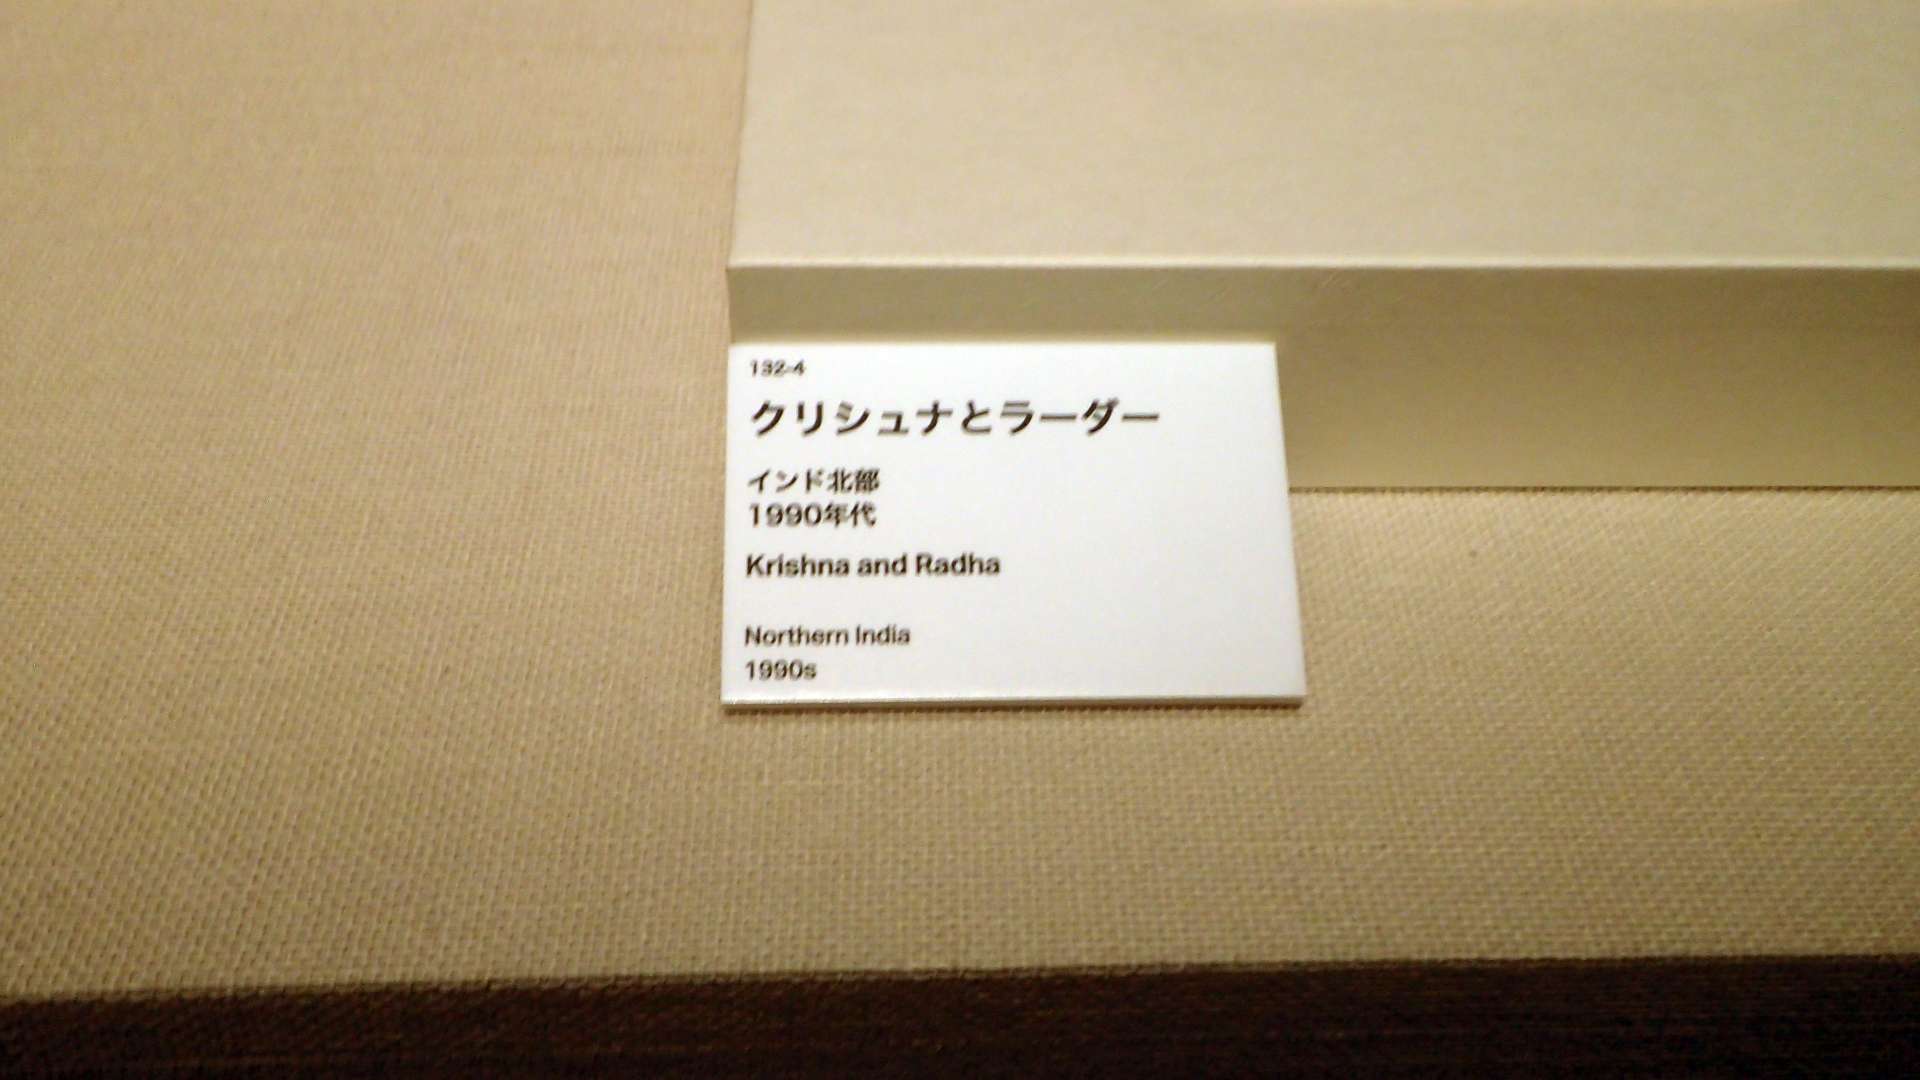 132-4
クリシュナとラーダー
インド北部
1990年代
Krishna and Radha
Northern India
1990s